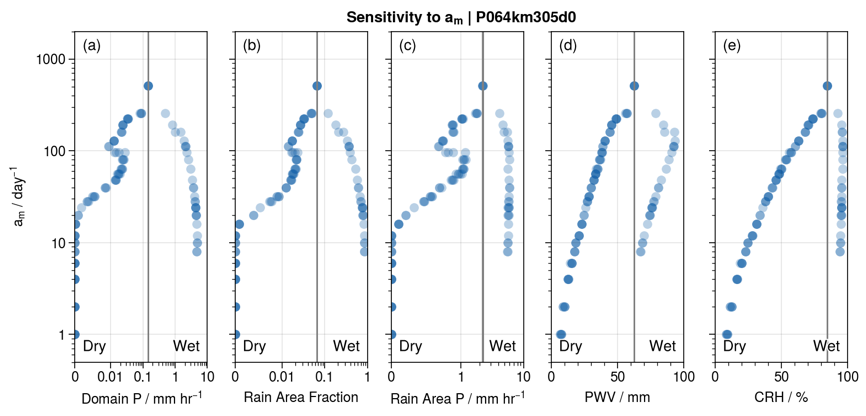 Sensitivity to aₘ | P064km305d0
(a) (b) (c) (d) (e)
1000
100
10
1
aₘ / day⁻¹
Dry Wet Dry Wet Dry Wet Dry Wet Dry Wet
0 0.01 0.1 1 10 0 0.01 0.1 1 0 1 10 0 50 100 0 50 100
Domain P / mm hr⁻¹ Rain Area Fraction Rain Area P / mm hr⁻¹ PWV / mm CRH / %